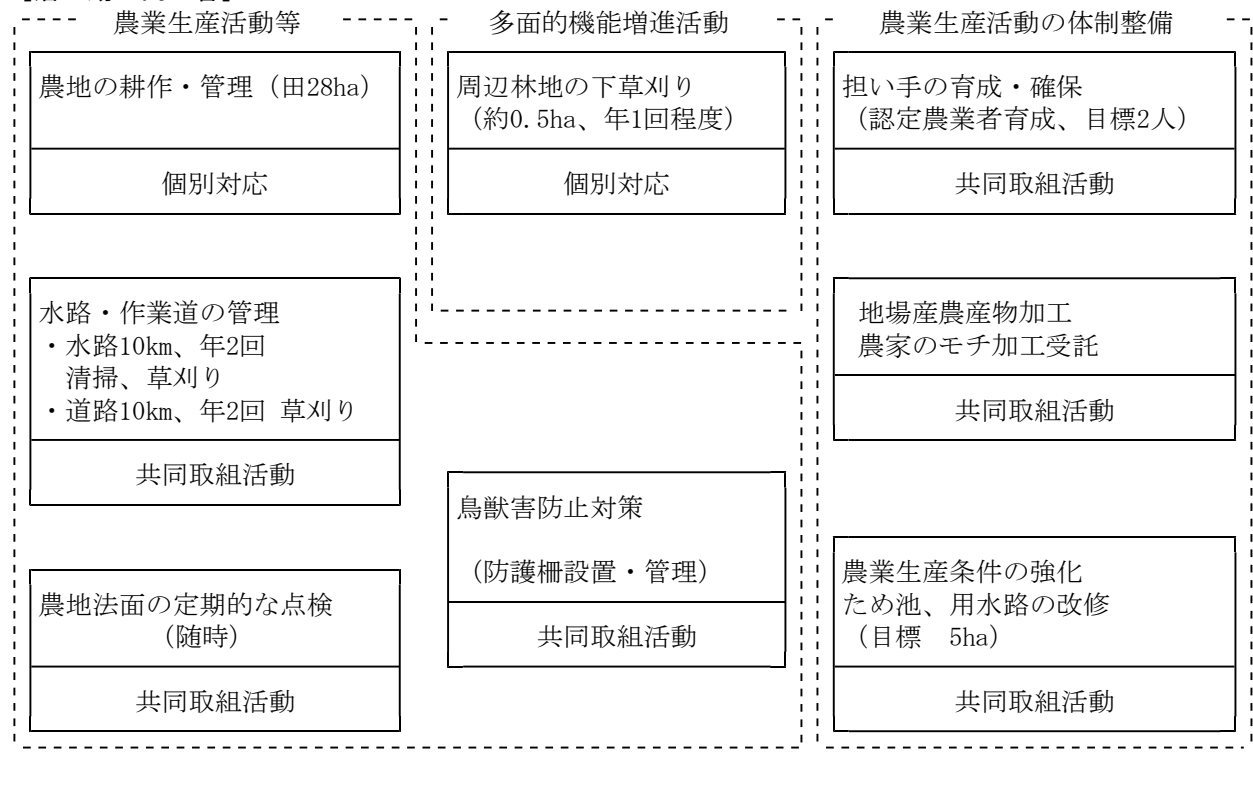 農業生産活動等
農地の耕作・管理（田28ha）
個別対応
水路・作業道の管理
・水路10km、年2回
清掃、草刈り
・道路10km、年2回 草刈り
共同取組活動
農地法面の定期的な点検
（随時）
共同取組活動
鳥獣害防止対策
（防護柵設置・管理）
共同取組活動
多面的機能増進活動
周辺林地の下草刈り
（約0.5ha、年1回程度）
個別対応
農業生産活動の体制整備
担い手の育成・確保
（認定農業者育成、目標2人）
共同取組活動
地場産農産物加工
農家のモチ加工受託
共同取組活動
農業生産条件の強化
ため池、用水路の改修
（目標　5ha）
共同取組活動